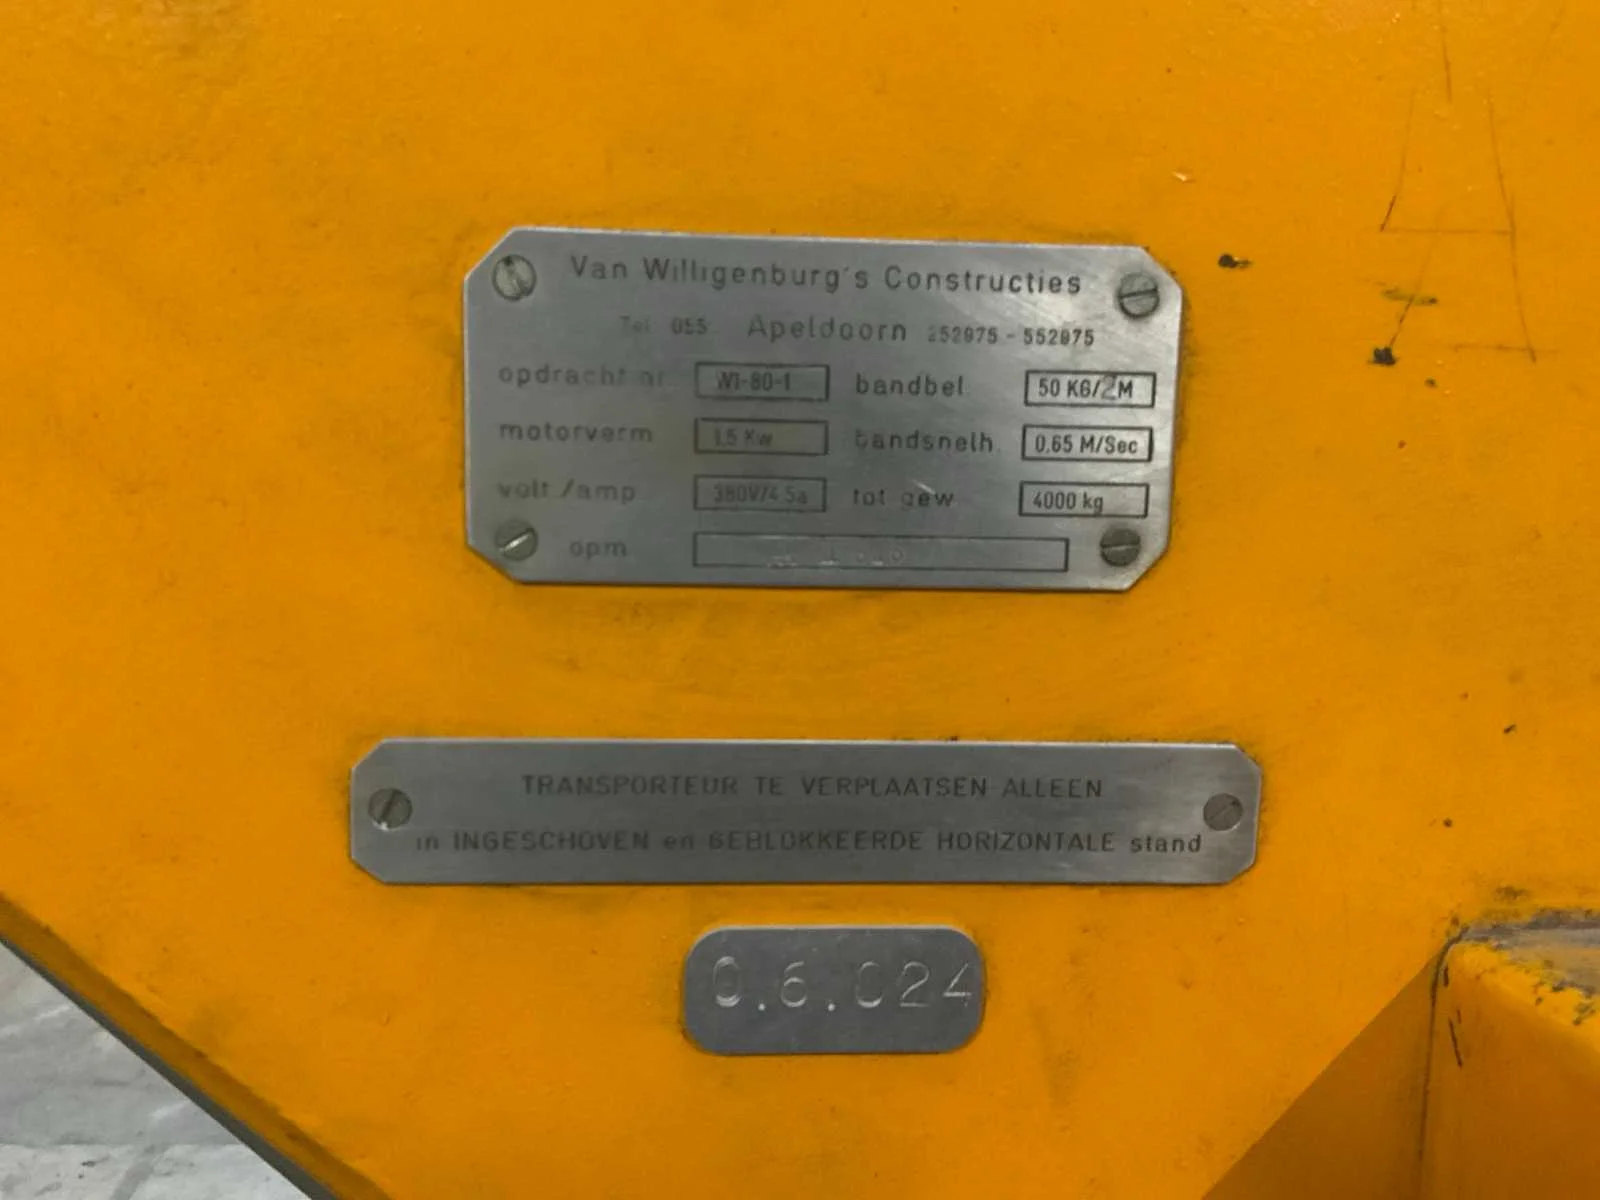 Van Willigenburg's Constructies
Tel. 055 Apeldoorn 252975 - 552975
opdracht nr. WI-80-1 bandbel 50 KG/2M
motorverm 1,5 Kw bandsnelh. 0,65 M/Sec
volt./amp 380V/4.5a tot gew 4000 kg
opm
TRANSPORTEUR TE VERPLAATSEN ALLEEN
in INGESCHOVEN en GEBLOKKEERDE HORIZONTALE stand
0.6.024